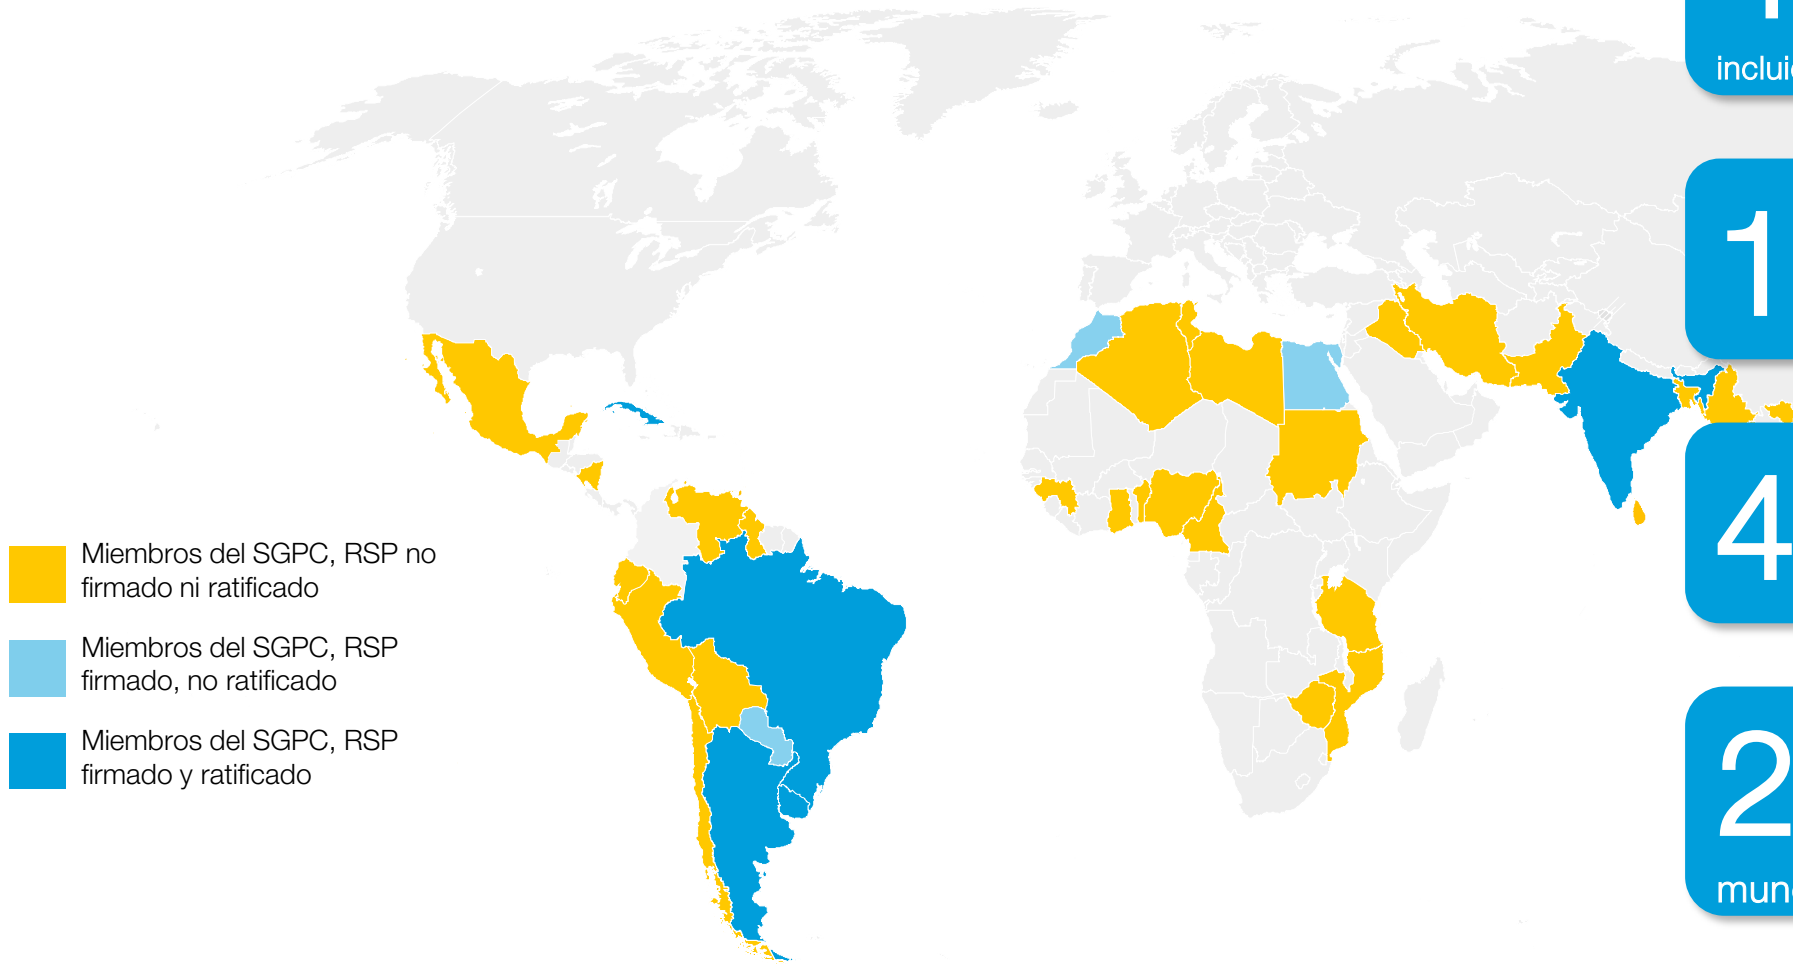 Miembros del SGPC, RSP no
firmado ni ratificado
Miembros del SGPC, RSP
firmado, no ratificado
Miembros del SGPC, RSP
firmado y ratificado
1
4
2